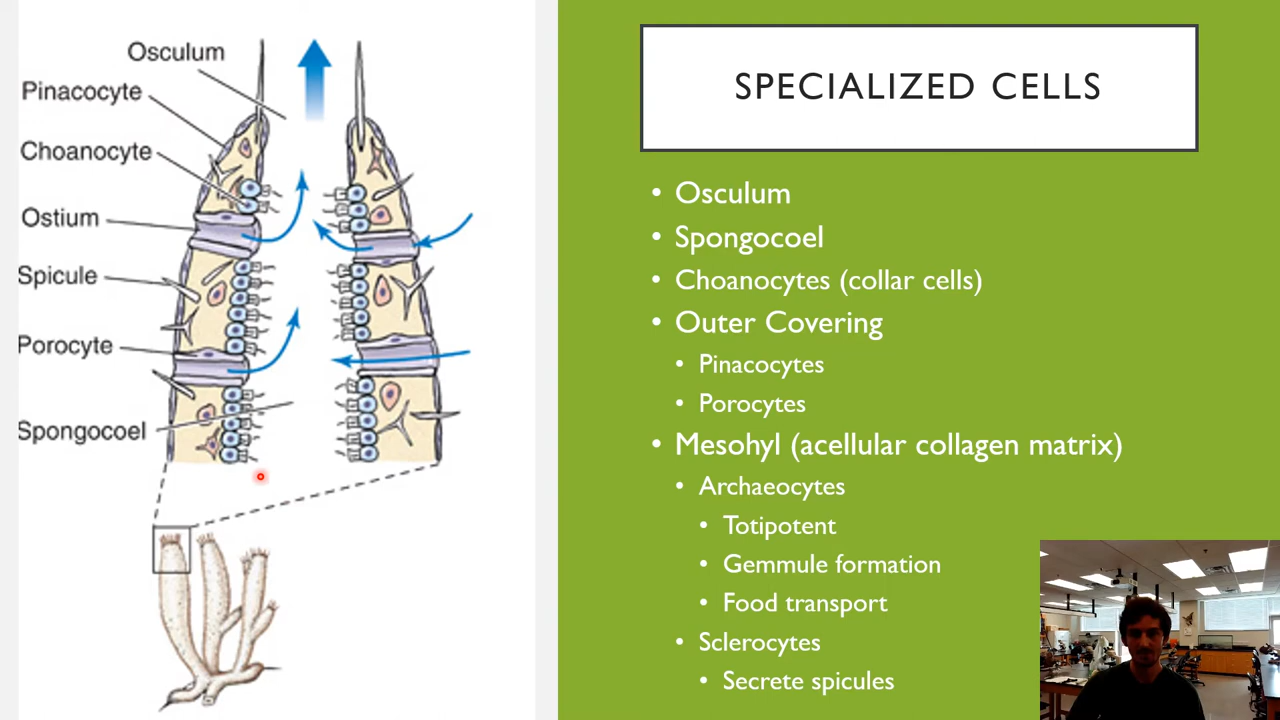 Osculum
Pinacocyte
Choanocyte
Ostium
Spicule
Porocyte
Spongocoel
SPECIALIZED CELLS
• Osculum
• Spongocoel
• Choanocytes (collar cells)
• Outer Covering
• Pinacocytes
• Porocytes
• Mesohyl (acellular collagen matrix)
• Archaeocytes
• Totipotent
• Gemmule formation
• Food transport
• Sclerocytes
• Secrete spicules